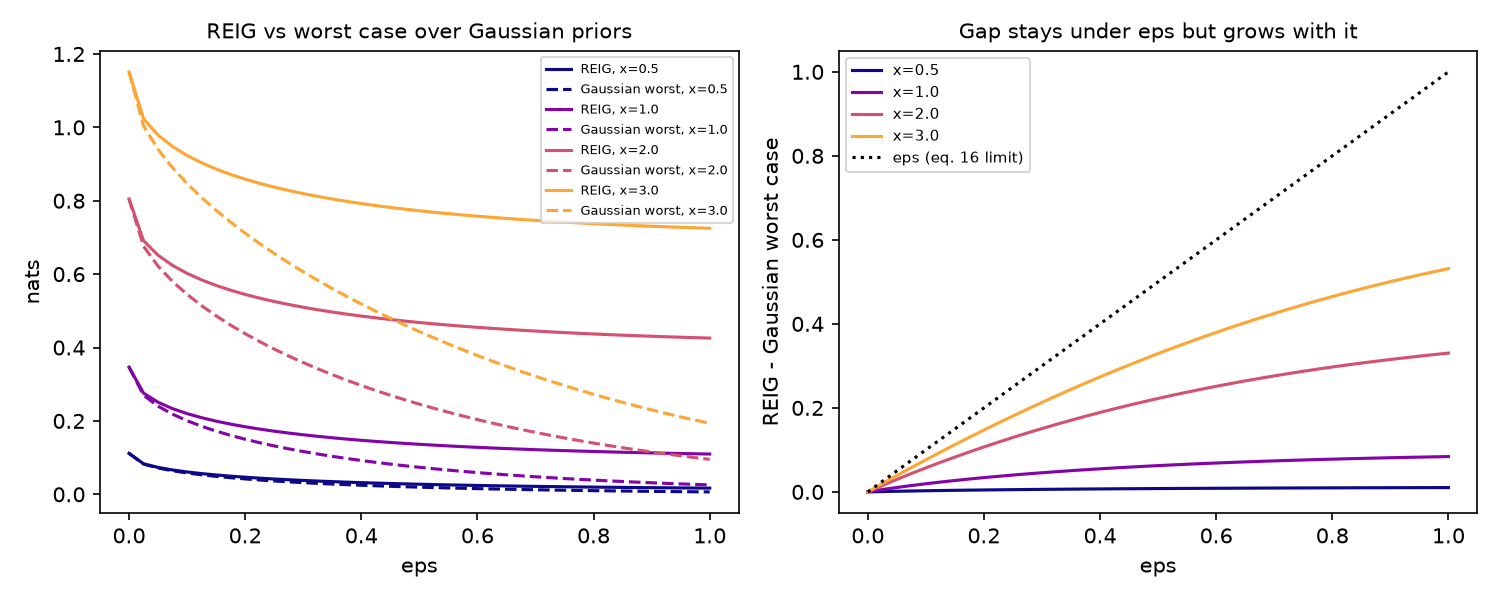 REIG vs worst case over Gaussian priors
nats
1.2
1.0
0.8
0.6
0.4
0.2
0.0
REIG, x=0.5
Gaussian worst, x=0.5
REIG, x=1.0
Gaussian worst, x=1.0
REIG, x=2.0
Gaussian worst, x=2.0
REIG, x=3.0
Gaussian worst, x=3.0
0.0 0.2 0.4 0.6 0.8 1.0
eps
Gap stays under eps but grows with it
REIG - Gaussian worst case
1.0
0.8
0.6
0.4
0.2
0.0
x=0.5
x=1.0
x=2.0
x=3.0
eps (eq. 16 limit)
0.0 0.2 0.4 0.6 0.8 1.0
eps